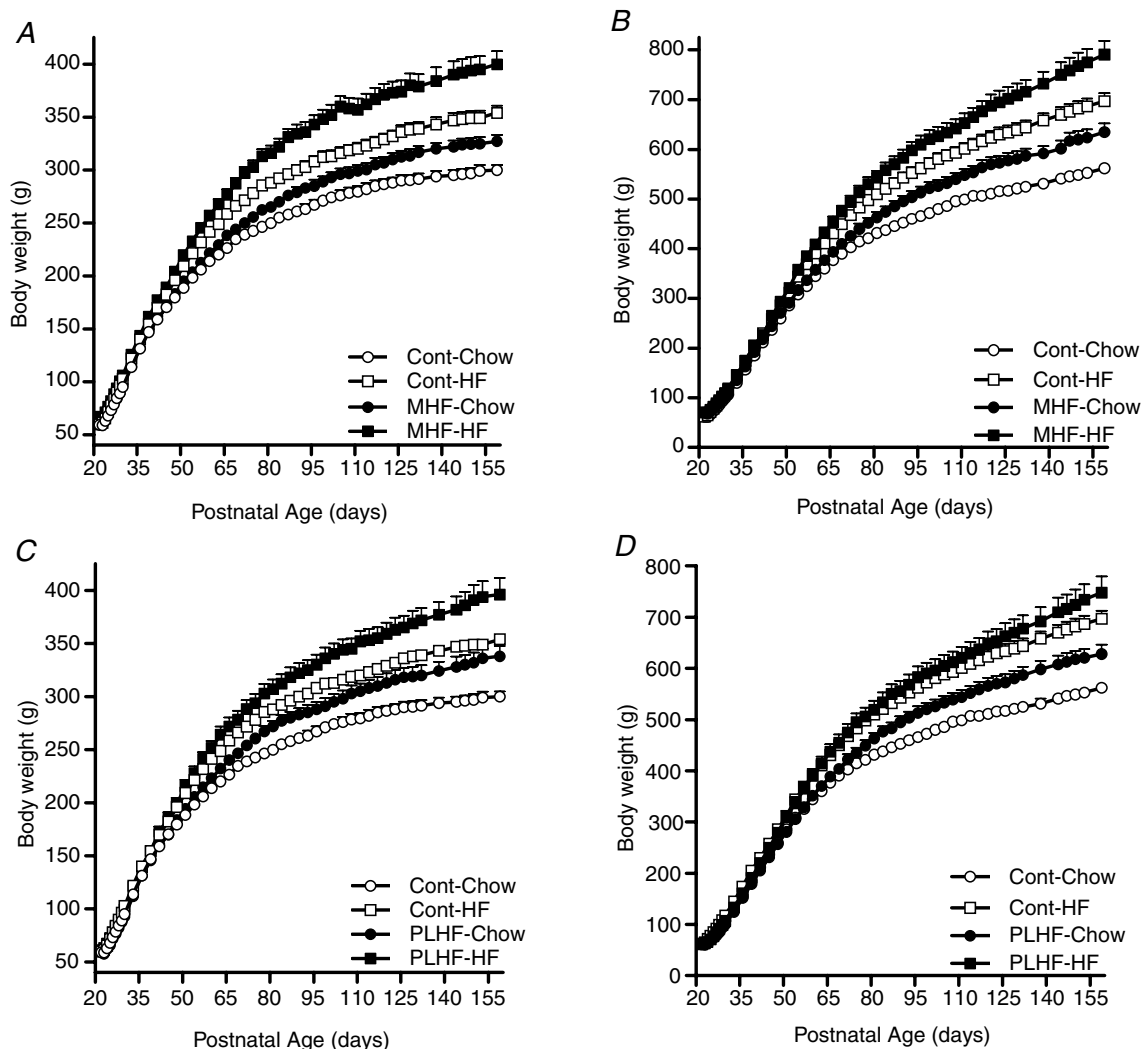 A
Body weight (g)
400
350
300
250
200
150
100
50
20 35 50 65 80 95 110 125 140 155
Postnatal Age (days)
Cont-Chow
Cont-HF
MHF-Chow
MHF-HF
B
Body weight (g)
800
700
600
500
400
300
200
100
0
20 35 50 65 80 95 110 125 140 155
Postnatal Age (days)
Cont-Chow
Cont-HF
MHF-Chow
MHF-HF
C
Body weight (g)
400
350
300
250
200
150
100
50
20 35 50 65 80 95 110 125 140 155
Postnatal Age (days)
Cont-Chow
Cont-HF
PLHF-Chow
PLHF-HF
D
Body weight (g)
800
700
600
500
400
300
200
100
0
20 35 50 65 80 95 110 125 140 155
Postnatal Age (days)
Cont-Chow
Cont-HF
PLHF-Chow
PLHF-HF